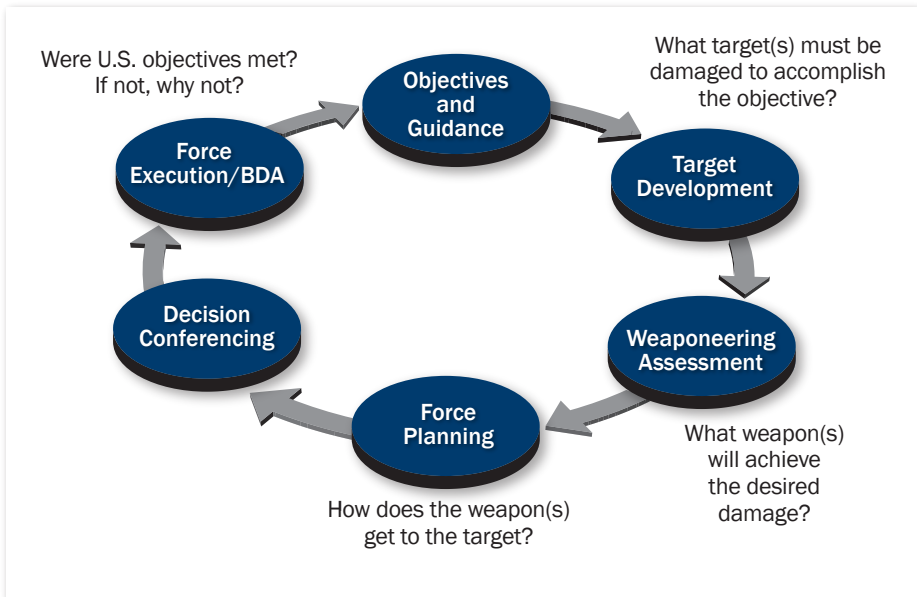 Were U.S. objectives met?
If not, why not?
Objectives
and
Guidance
What target(s) must be
damaged to accomplish
the objective?
Force
Execution/BDA
Target
Development
Decision
Conferencing
Weaponeering
Assessment
Force
Planning
What weapon(s)
will achieve
the desired
damage?
How does the weapon(s)
get to the target?